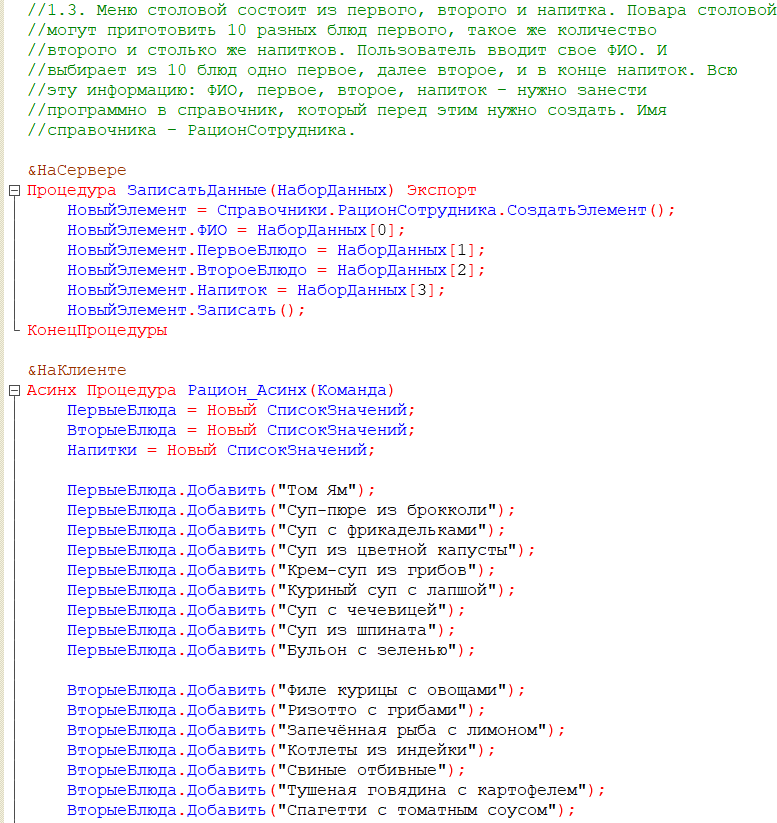 //1.3. Меню столовой состоит из первого, второго и напитка. Повара столовой
//могут приготовить 10 разных блюд первого, такое же количество
//второго и столько же напитков. Пользователь вводит свое ФИО. И
//выбирает из 10 блюд одно первое, далее второе, и в конце напиток. Всю
//эту информацию: ФИО, первое, второе, напиток – нужно занести
//программно в справочник, который перед этим нужно создать. Имя
//справочника – РационСотрудника.
&НаСервере
Процедура ЗаписатьДанные(НаборДанных) Экспорт
НовыйЭлемент = Справочники.РационСотрудника.СоздатьЭлемент();
НовыйЭлемент.ФИО = НаборДанных[0];
НовыйЭлемент.ПервоеБлюдо = НаборДанных[1];
НовыйЭлемент.ВтороеБлюдо = НаборДанных[2];
НовыйЭлемент.Напиток = НаборДанных[3];
НовыйЭлемент.Записать();
КонецПроцедуры
&НаКлиенте
Асинх Процедура Рацион_Асинх(Команда)
ПервыеБлюда = Новый СписокЗначений;
ВторыеБлюда = Новый СписокЗначений;
Напитки = Новый СписокЗначений;
ПервыеБлюда.Добавить("Том Ям");
ПервыеБлюда.Добавить("Суп-пюре из брокколи");
ПервыеБлюда.Добавить("Суп с фрикадельками");
ПервыеБлюда.Добавить("Суп из цветной капусты");
ПервыеБлюда.Добавить("Крем-суп из грибов");
ПервыеБлюда.Добавить("Куриный суп с лапшой");
ПервыеБлюда.Добавить("Суп с чечевицей");
ПервыеБлюда.Добавить("Суп из шпината");
ПервыеБлюда.Добавить("Бульон с зеленью");
ВторыеБлюда.Добавить("Филе курицы с овощами");
ВторыеБлюда.Добавить("Ризотто с грибами");
ВторыеБлюда.Добавить("Запечённая рыба с лимоном");
ВторыеБлюда.Добавить("Котлеты из индейки");
ВторыеБлюда.Добавить("Свиные отбивные");
ВторыеБлюда.Добавить("Тушеная говядина с картофелем");
ВторыеБлюда.Добавить("Спагетти с томатным соусом");